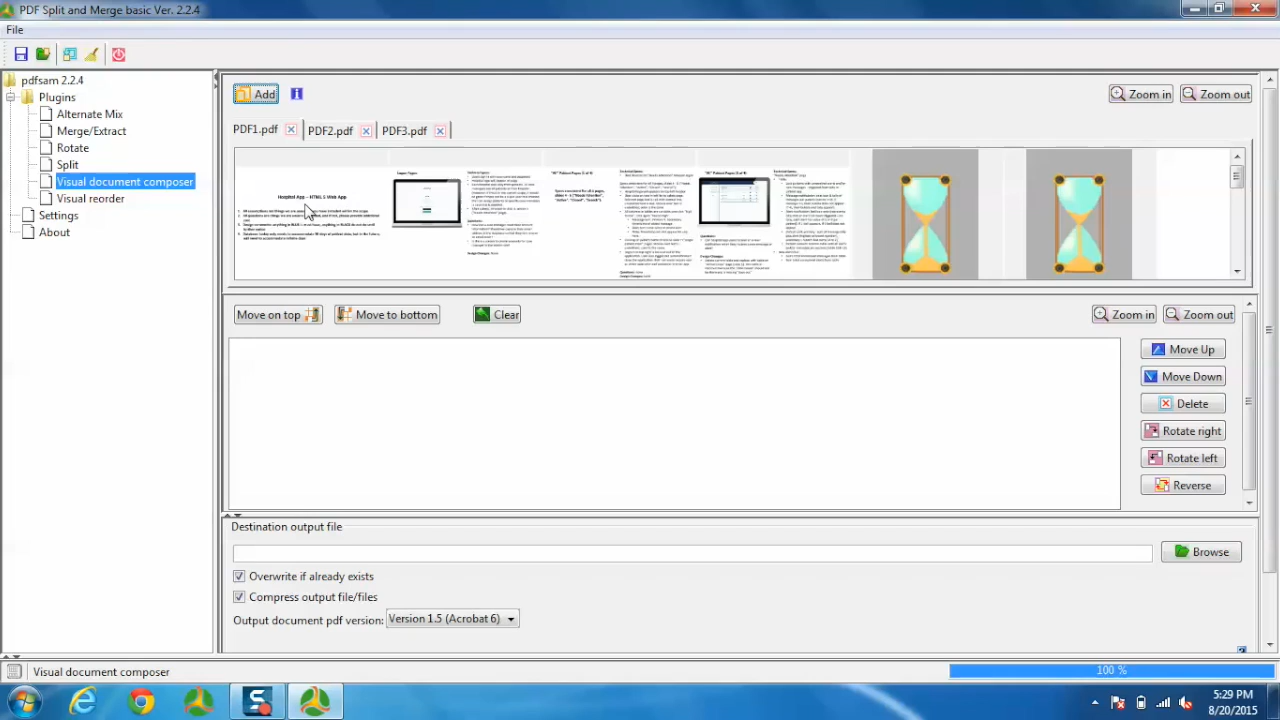 PDF Split and Merge basic Ver. 2.2.4
File
pdfsam 2.2.4
Plugins
Alternate Mix
Merge/Extract
Rotate
Split
Visual document composer
Visual reorder
Settings
About
Add
Zoom in
Zoom out
PDF1.pdf
PDF2.pdf
PDF3.pdf
Hospital App – HTML 5 Web App
Move on top
Move to bottom
Clear
Zoom in
Zoom out
Move Up
Move Down
Delete
Rotate right
Rotate left
Reverse
Destination output file
Browse
Overwrite if already exists
Compress output file/files
Output document pdf version:
Version 1.5 (Acrobat 6)
Visual document composer
100 %
5:29 PM
8/20/2015